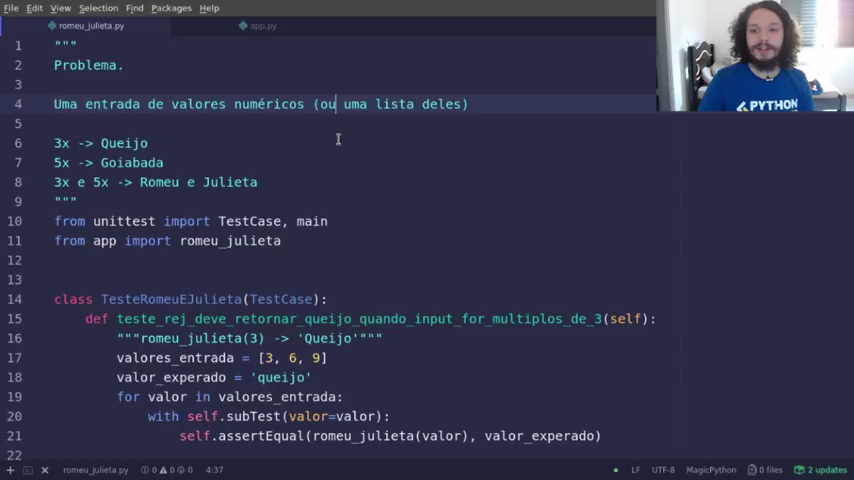 File Edit View Selection Find Packages Help
romeu_julieta.py
app.py
1 """
2 Problema.
3
4 Uma entrada de valores numéricos (ou uma lista deles)
5
6 3x -> Queijo
7 5x -> Goiabada
8 3x e 5x -> Romeu e Julieta
9 """
10 from unittest import TestCase, main
11 from app import romeu_julieta
12
13
14 class TesteRomeuEJulieta(TestCase):
15 def teste_rej_deve_retornar_queijo_quando_input_for_multiplos_de_3(self):
16 """romeu_julieta(3) -> 'Queijo'"""
17 valores_entrada = [3, 6, 9]
18 valor_experado = 'queijo'
19 for valor in valores_entrada:
20 with self.subTest(valor=valor):
21 self.assertEqual(romeu_julieta(valor), valor_experado)
22
PYTHON
romeu_julieta.py 0 0 0 4:37 LF UTF-8 MagicPython 0 files 2 updates